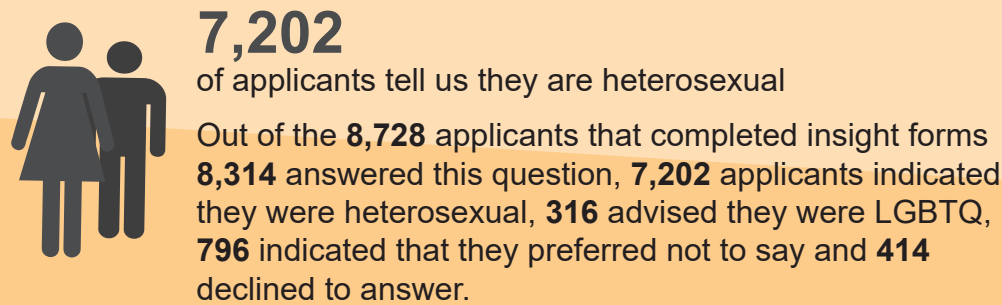 7,202
of applicants tell us they are heterosexual
Out of the 8,728 applicants that completed insight forms
8,314 answered this question, 7,202 applicants indicated
they were heterosexual, 316 advised they were LGBTQ,
796 indicated that they preferred not to say and 414
declined to answer.